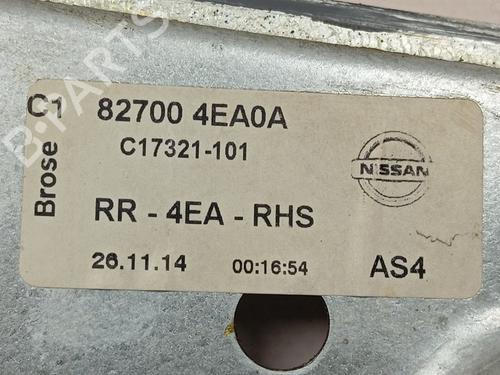 C1 82700 4EA0A
C17321-101
Brose
NISSAN
RR - 4EA - RHS
26.11.14 00:16:54 AS4
B-PARTS